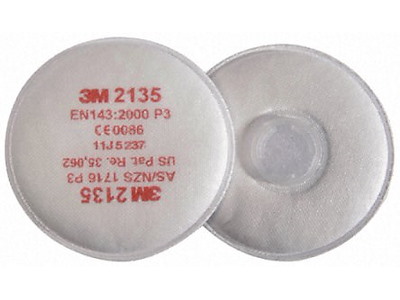 3M 2135
EN143:2000 P3
CE0086
11J5237
US Pat. Re. 35,062
AS/NZS 1716 P3
3M 2135